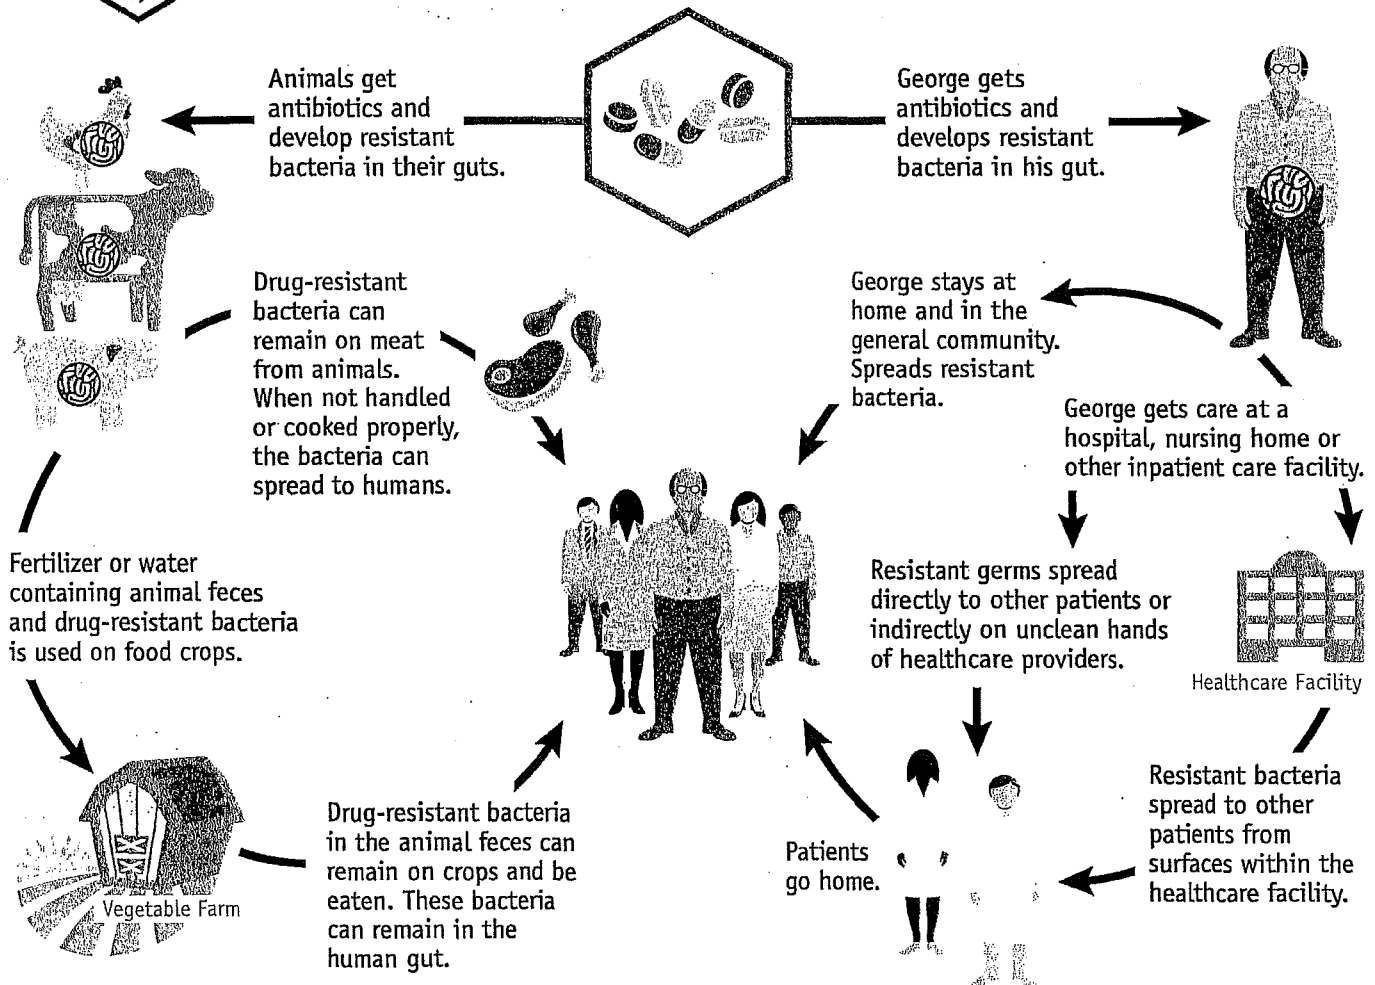 Animals get
antibiotics and
develop resistant
bacteria in their guts.
George gets
antibiotics and
develops resistant
bacteria in his gut.
Drug-resistant
bacteria can
remain on meat
from animals.
When not handled
or cooked properly,
the bacteria can
spread to humans.
George stays at
home and in the
general community.
Spreads resistant
bacteria.
George gets care at a
hospital, nursing home or
other inpatient care facility.
Fertilizer or water
containing animal feces
and drug-resistant bacteria
is used on food crops.
Resistant germs spread
directly to other patients or
indirectly on unclean hands
of healthcare providers.
Healthcare Facility
Vegetable Farm
Drug-resistant bacteria
in the animal feces can
remain on crops and be
eaten. These bacteria
can remain in the
human gut.
Patients
go home.
Resistant bacteria
spread to other
patients from
surfaces within the
healthcare facility.